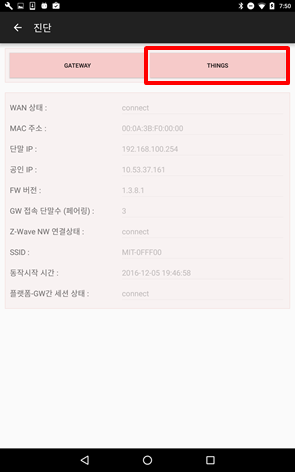 7:50
진단
GATEWAY
THINGS
WAN 상태 : connect
MAC 주소 : 00:0A:3B:F0:00:00
단말 IP : 192.168.100.254
공인 IP : 10.53.37.161
FW 버전 : 1.3.8.1
GW 접속 단말수 (페어링) : 3
Z-Wave NW 연결상태 : connect
SSID : MIT-0FFF00
동작시작 시간 : 2016-12-05 19:46:58
플랫폼-GW간 세션 상태 : connect